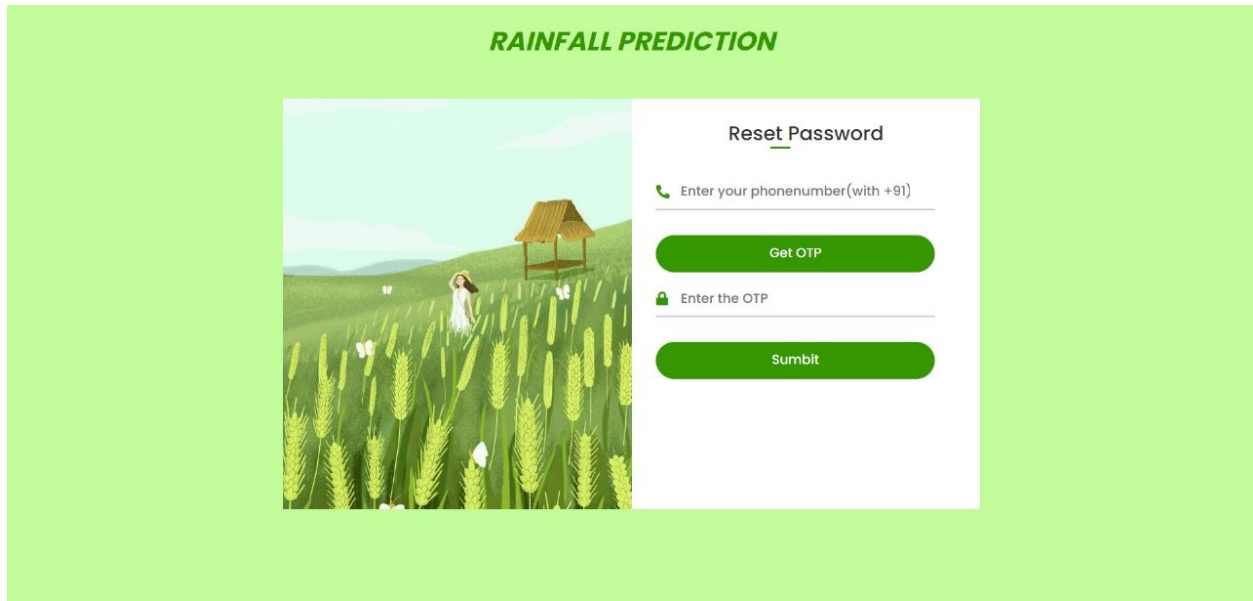 RAINFALL PREDICTION
Reset Password
Enter your phonenumber(with +91)
Get OTP
Enter the OTP
Sumbit